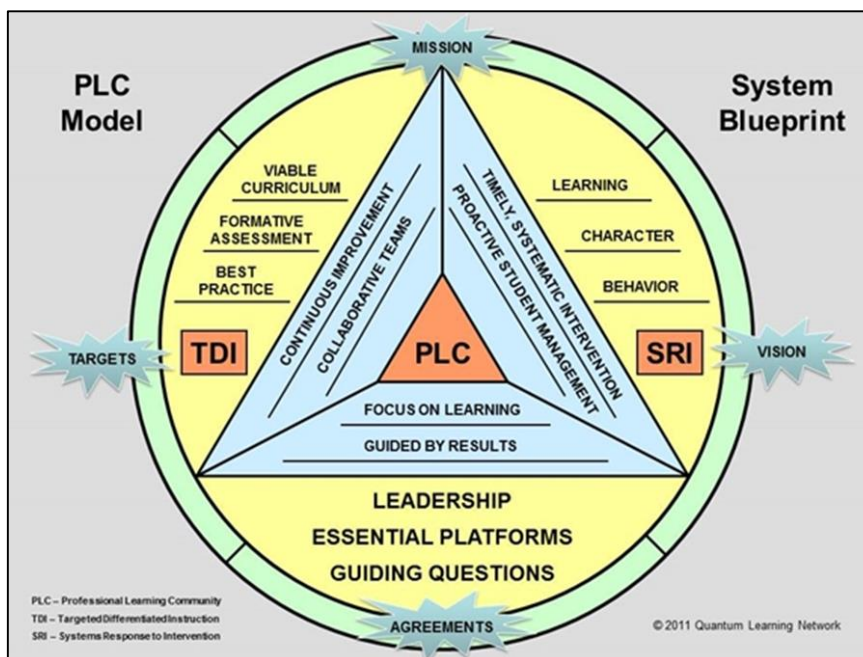 MISSION
PLC
Model
System
Blueprint
VIABLE
CURRICULUM
FORMATIVE
ASSESSMENT
BEST
PRACTICE
TDI
TARGETS
CONTINUOUS IMPROVEMENT
COLLABORATIVE TEAMS
PLC
TIMELY, SYSTEMATIC INTERVENTION
PROACTIVE STUDENT MANAGEMENT
LEARNING
CHARACTER
BEHAVIOR
SRI
VISION
FOCUS ON LEARNING
GUIDED BY RESULTS
LEADERSHIP
ESSENTIAL PLATFORMS
GUIDING QUESTIONS
AGREEMENTS
PLC – Professional Learning Community
TDI – Targeted Differentiated Instruction
SRI – Systems Response to Intervention
© 2011 Quantum Learning Network